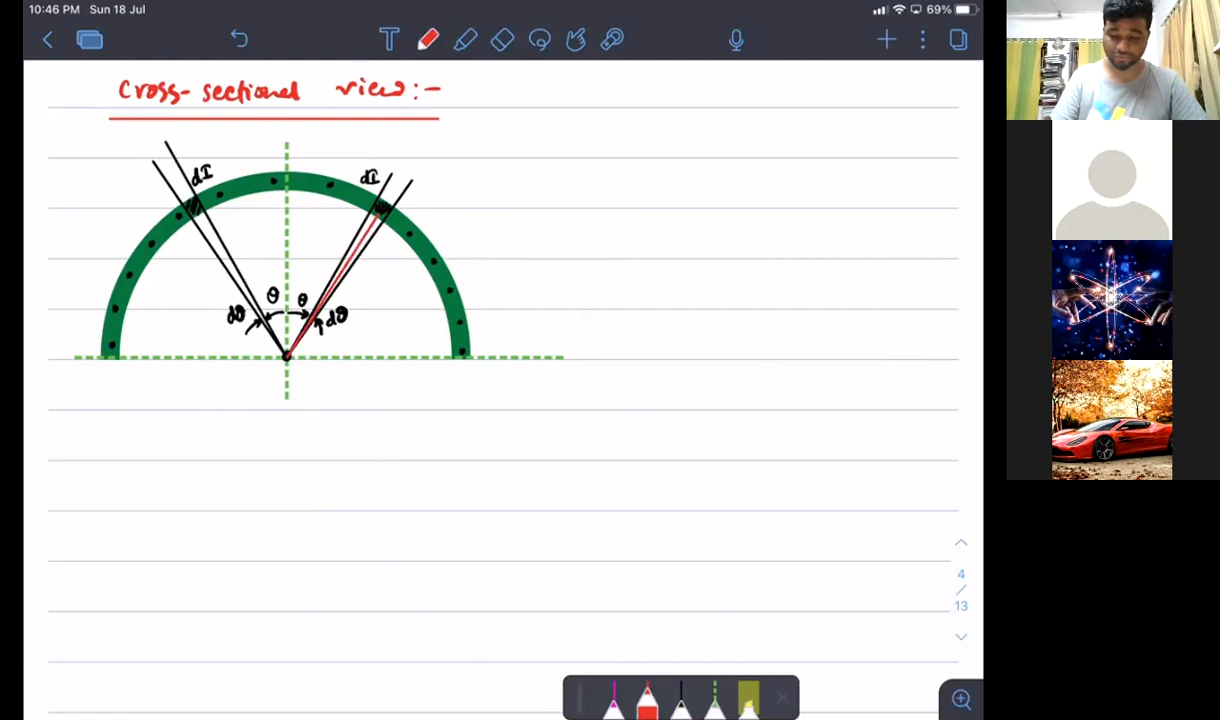 10:46 PM Sun 18 Jul
69%
T
Cross-sectional view:-
dI
dI
θ
θ
dθ
dθ
4
/
13